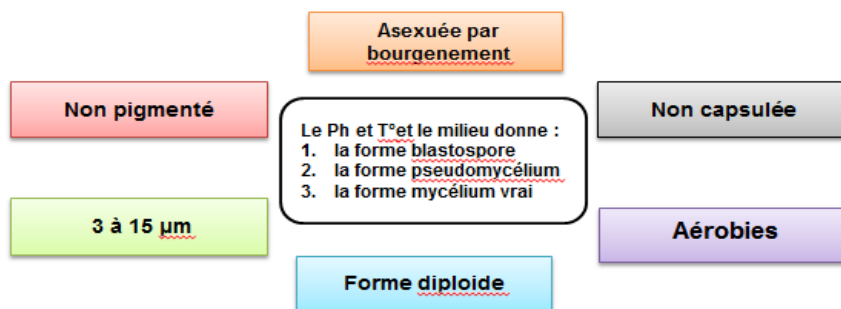 Asexuée par
bourgenement
Non pigmenté
Non capsulée
Le Ph et T°et le milieu donne :
1. la forme blastospore
2. la forme pseudomycélium
3. la forme mycélium vrai
3 à 15 µm
Aérobies
Forme diploide